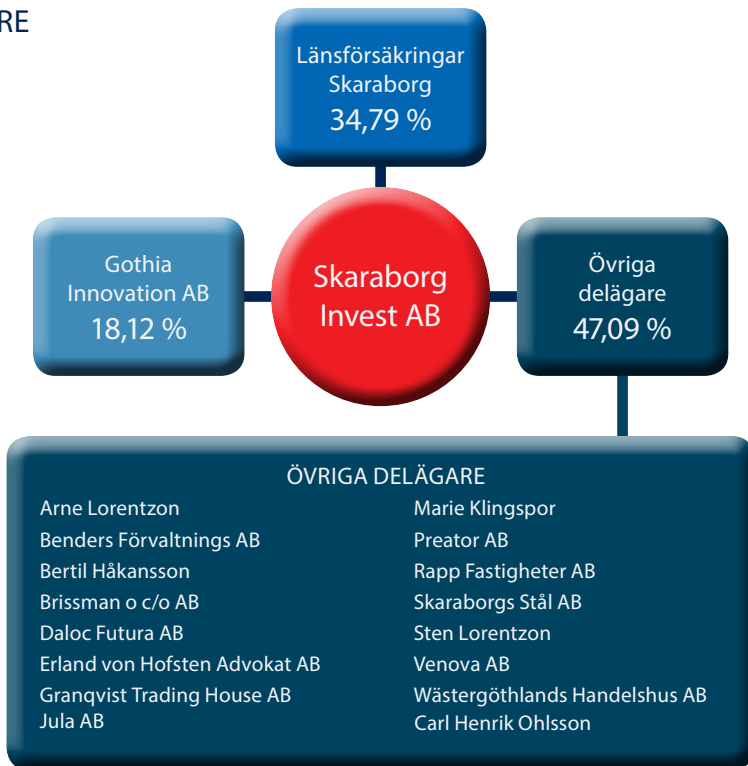 RE
Länsförsäkringar
Skaraborg
34,79 %
Gothia
Innovation AB
18,12 %
Skaraborg
Invest AB
Övriga
delägare
47,09 %
ÖVRIGA DELÄGARE
Arne Lorentzon
Benders Förvaltnings AB
Bertil Håkansson
Brissman o c/o AB
Daloc Futura AB
Erland von Hofsten Advokat AB
Granqvist Trading House AB
Jula AB
Marie Klingspor
Preator AB
Rapp Fastigheter AB
Skaraborgs Stål AB
Sten Lorentzon
Venova AB
Wästergöthlands Handelshus AB
Carl Henrik Ohlsson